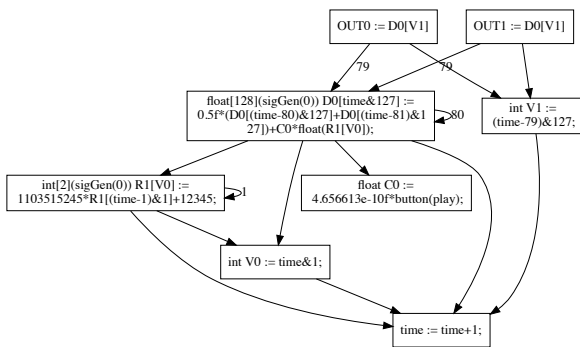 OUT0 := D0[V1]
OUT1 := D0[V1]
79
79
float[128](sigGen(0)) D0[time&127] :=
0.5f*(D0[(time-80)&127]+D0[(time-81)&1
27])+C0*float(R1[V0]);
80
int V1 :=
(time-79)&127;
int[2](sigGen(0)) R1[V0] :=
1103515245*R1[(time-1)&1]+12345;
1
float C0 :=
4.656613e-10f*button(play);
int V0 := time&1;
time := time+1;